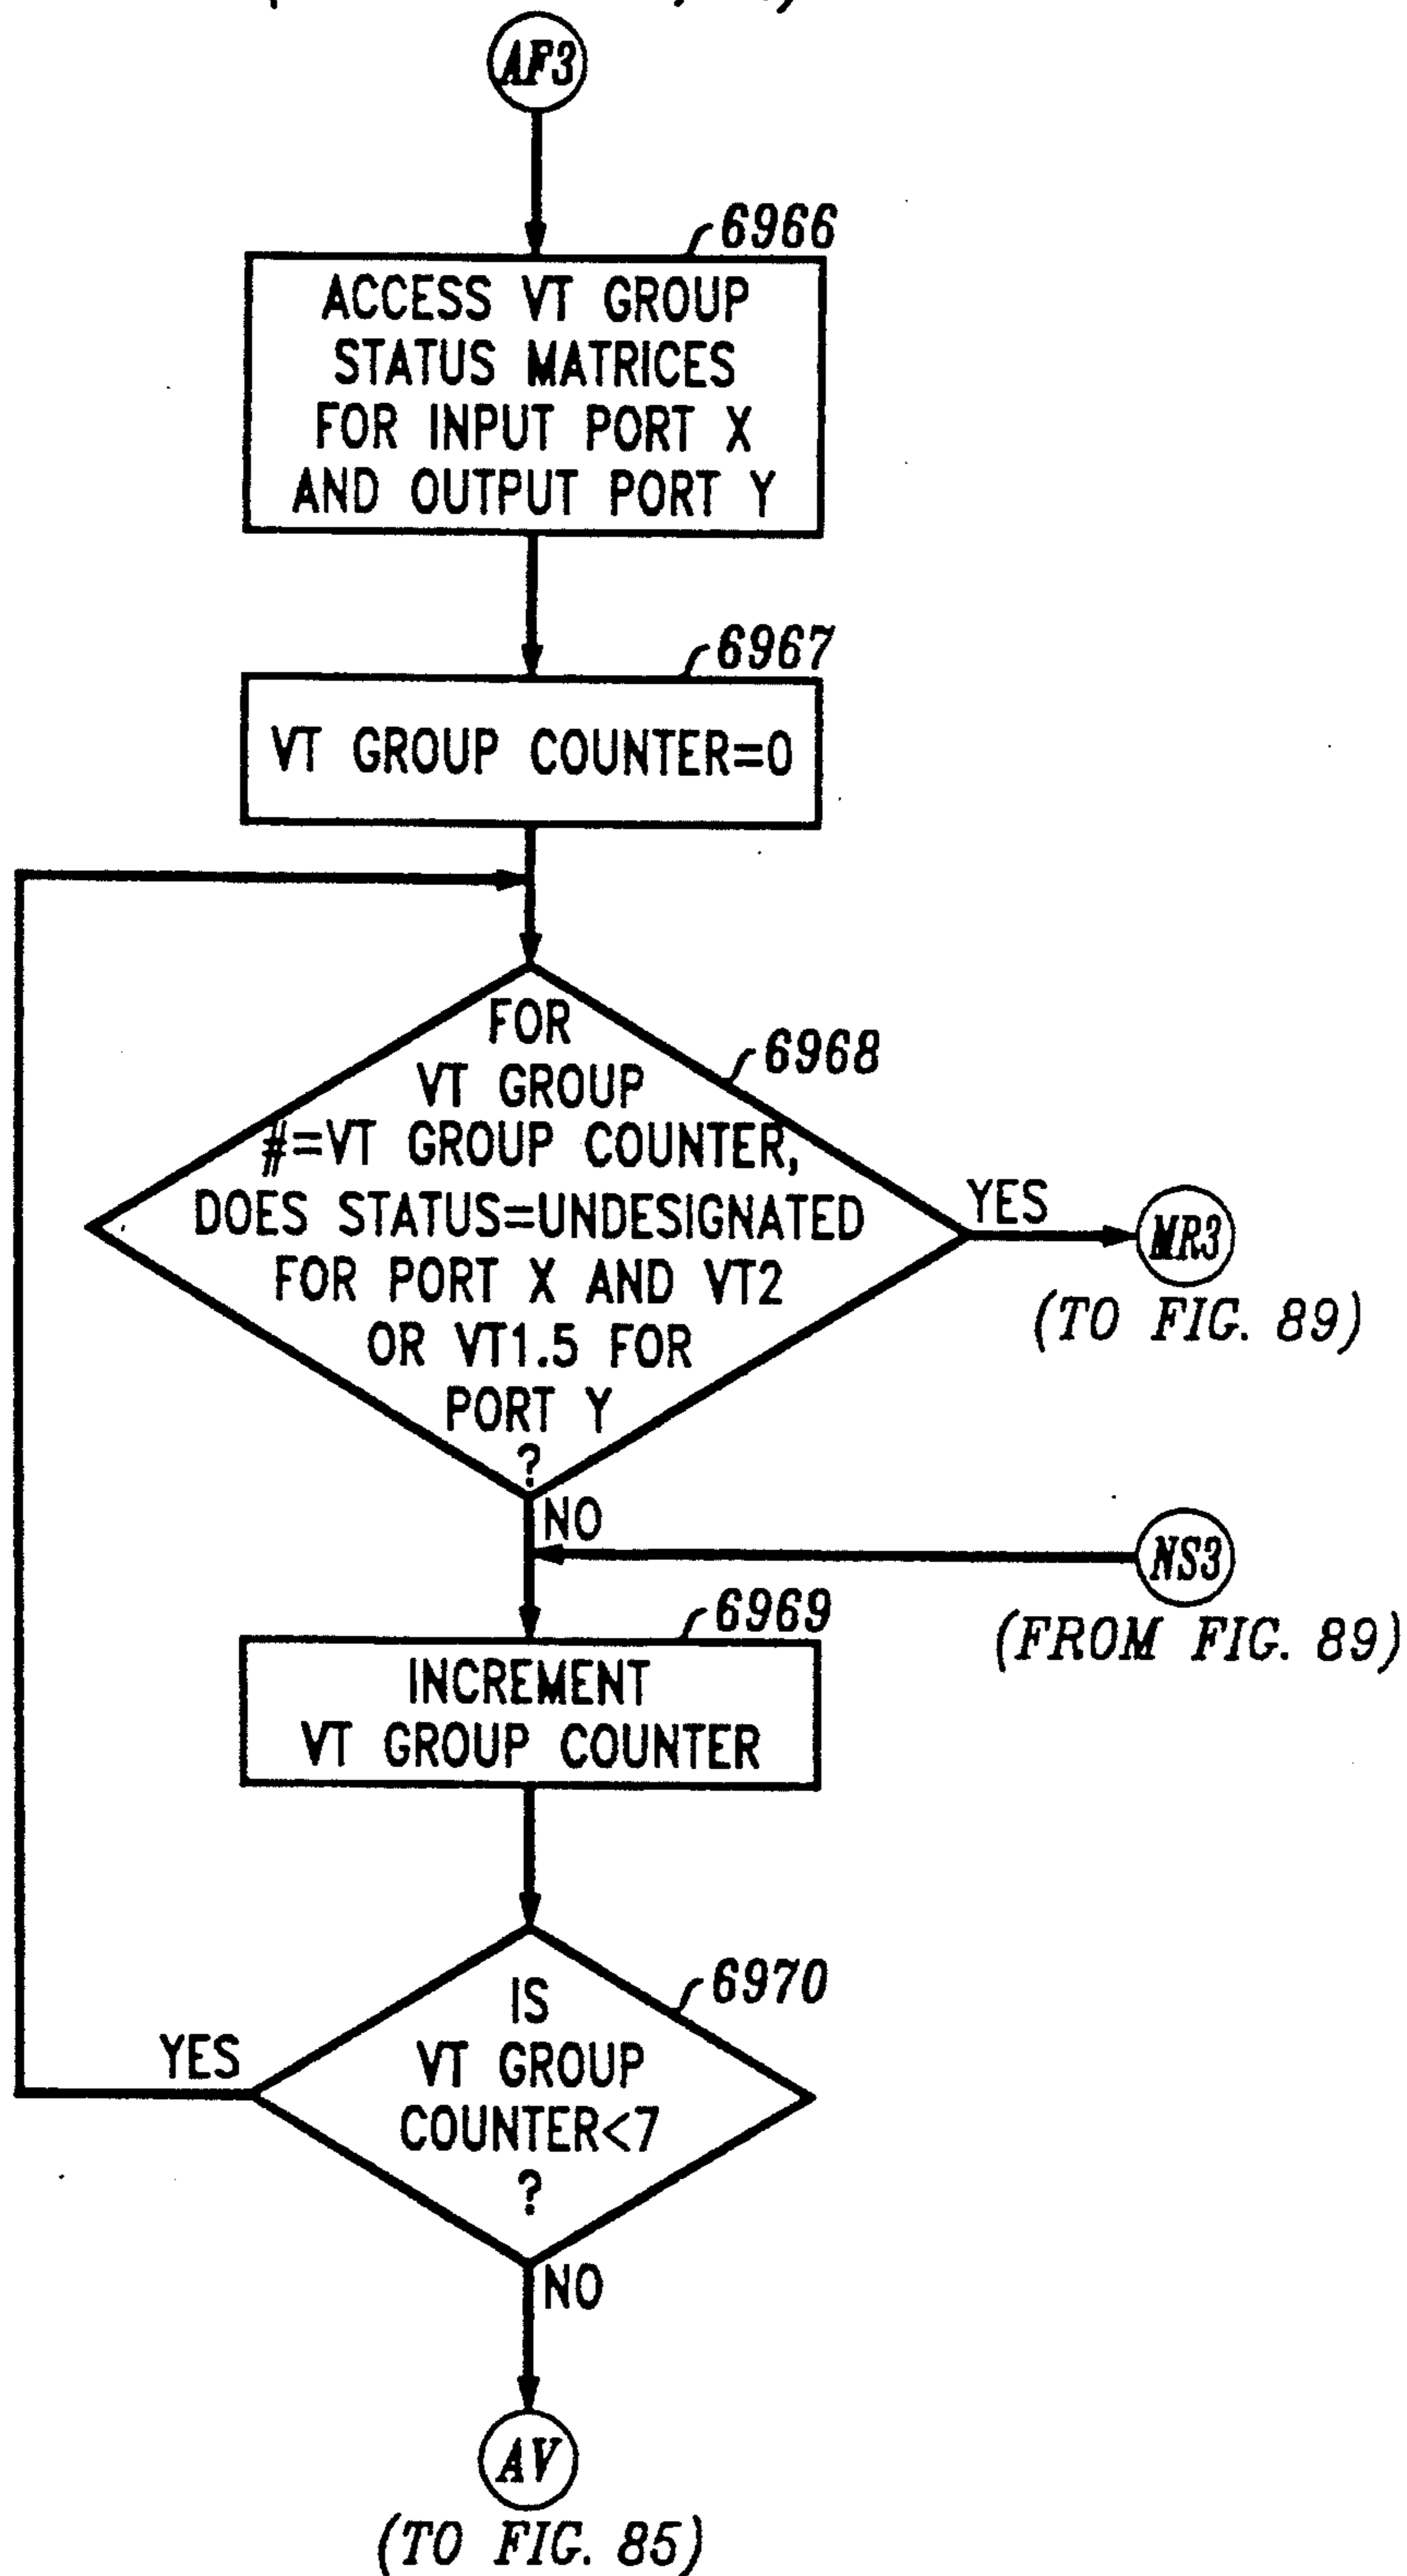 AF3
6966
ACCESS VT GROUP
STATUS MATRICES
FOR INPUT PORT X
AND OUTPUT PORT Y
6967
VT GROUP COUNTER=0
FOR
VT GROUP
#=VT GROUP COUNTER,
DOES STATUS=UNDESIGNATED
FOR PORT X AND VT2
OR VT1.5 FOR
PORT Y
?
6968
YES
MR3
(TO FIG. 89)
NO
NS3
(FROM FIG. 89)
6969
INCREMENT
VT GROUP COUNTER
6970
IS
VT GROUP
COUNTER<7
?
YES
NO
AV
(TO FIG. 85)